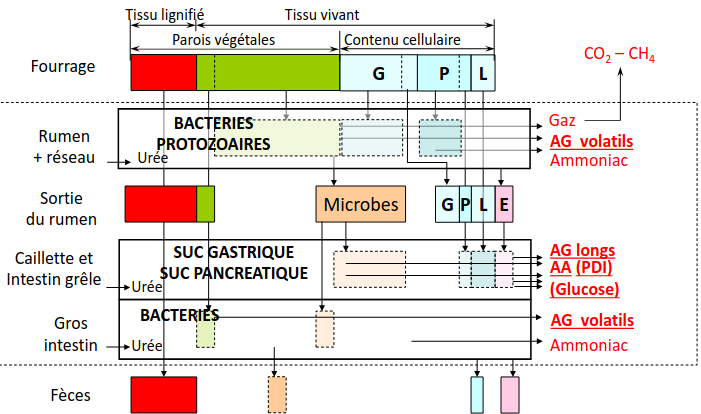 Tissu lignifié
Tissu vivant
Parois végétales
Contenu cellulaire
Fourrage
G
P
L
CO2 – CH4
Rumen
+ réseau
BACTERIES
PROTOZOAIRES
Urée
Gaz
AG volatils
Ammoniac
Sortie
du rumen
Microbes
G
P
L
E
Caillette et
Intestin grêle
SUC GASTRIQUE
SUC PANCREATIQUE
Urée
AG longs
AA (PDI)
(Glucose)
Gros
intestin
BACTERIES
Urée
AG volatils
Ammoniac
Fèces